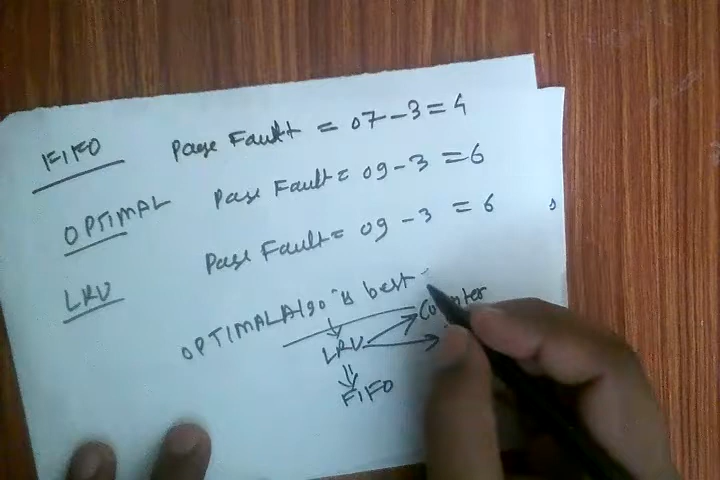 FIFO Page Fault = 07 - 3 = 4
OPTIMAL Page Fault = 09 - 3 = 6
LRU Page Fault = 09 - 3 = 6
OPTIMAL Algo is best
LRU Counter
FIFO